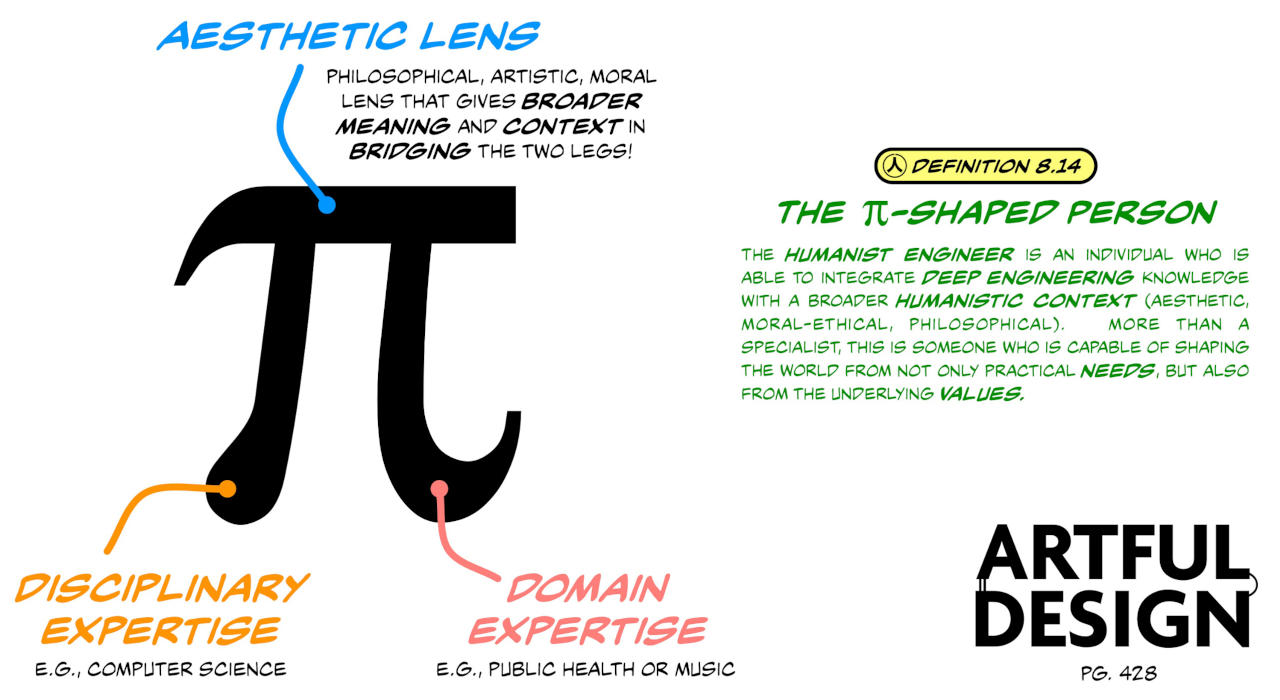 AESTHETIC LENS
PHILOSOPHICAL, ARTISTIC, MORAL
LENS THAT GIVES BROADER
MEANING AND CONTEXT IN
BRIDGING THE TWO LEGS!
π
DISCIPLINARY
EXPERTISE
E.G., COMPUTER SCIENCE
DOMAIN
EXPERTISE
E.G., PUBLIC HEALTH OR MUSIC
DEFINITION 8.14
THE π-SHAPED PERSON
THE HUMANIST ENGINEER IS AN INDIVIDUAL WHO IS
ABLE TO INTEGRATE DEEP ENGINEERING KNOWLEDGE
WITH A BROADER HUMANISTIC CONTEXT (AESTHETIC,
MORAL-ETHICAL, PHILOSOPHICAL). MORE THAN A
SPECIALIST, THIS IS SOMEONE WHO IS CAPABLE OF SHAPING
THE WORLD FROM NOT ONLY PRACTICAL NEEDS, BUT ALSO
FROM THE UNDERLYING VALUES.
ARTFUL
DESIGN
PG. 428